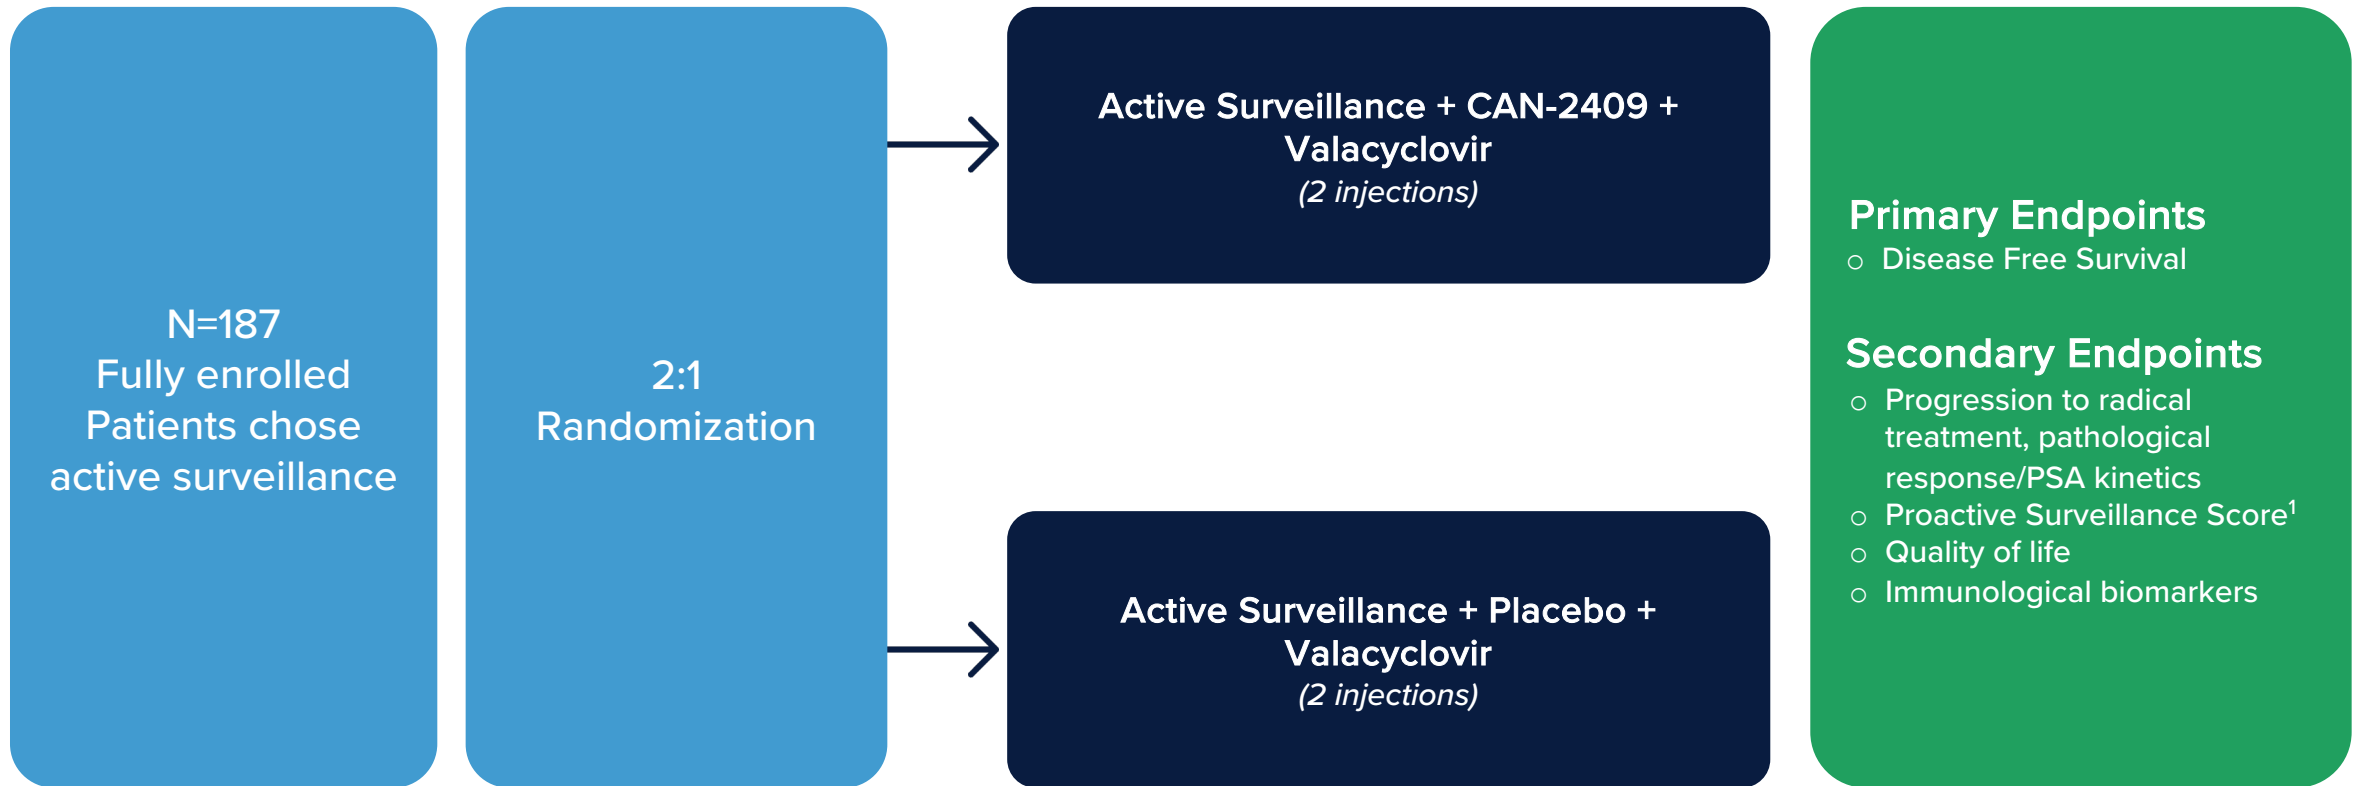 N=187
Fully enrolled
Patients chose
active surveillance
2:1
Randomization
Active Surveillance + CAN-2409 +
Valacyclovir
(2 injections)
Active Surveillance + Placebo +
Valacyclovir
(2 injections)
Primary Endpoints
○ Disease Free Survival
Secondary Endpoints
○ Progression to radical
treatment, pathological
response/PSA kinetics
○ Proactive Surveillance Score¹
○ Quality of life
○ Immunological biomarkers